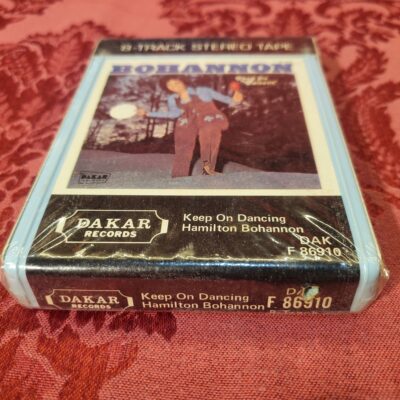 8-TRACK STEREO TAPE
BOHANNON
DAKAR
DAKAR
RECORDS
Keep On Dancing
Hamilton Bohannon
DAK
F 86910
DAKAR
RECORDS
Keep On Dancing
Hamilton Bohannon
F 86910